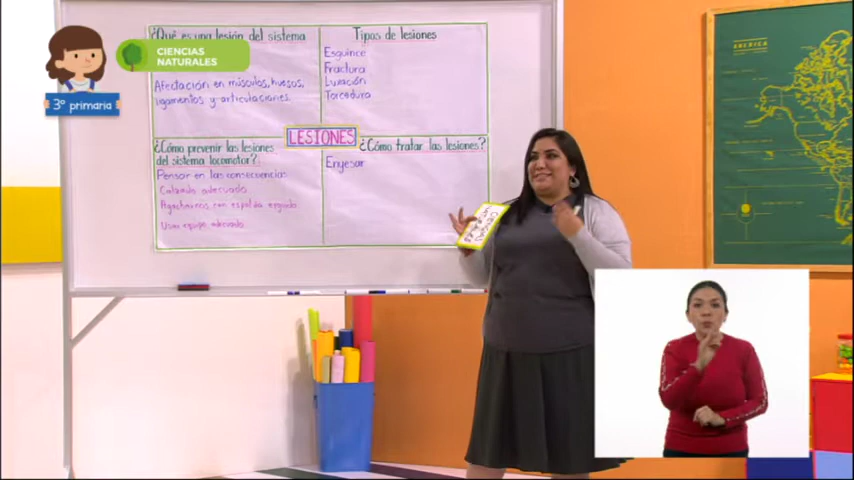 CIENCIAS
NATURALES
3º primaria
¿Qué es una lesión del sistema
Afectación en músculos, huesos,
ligamentos y articulaciones.
Tipos de lesiones
Esguince
Fractura
Luxación
Torcedura
LESIONES
¿Cómo prevenir las lesiones
del sistema locomotor?
Pensar en las consecuencias
Calzado adecuado
Agacharnos con espalda erguida
Usar equipo adecuado
¿Cómo tratar las lesiones?
Enyesar
AMÉRICA